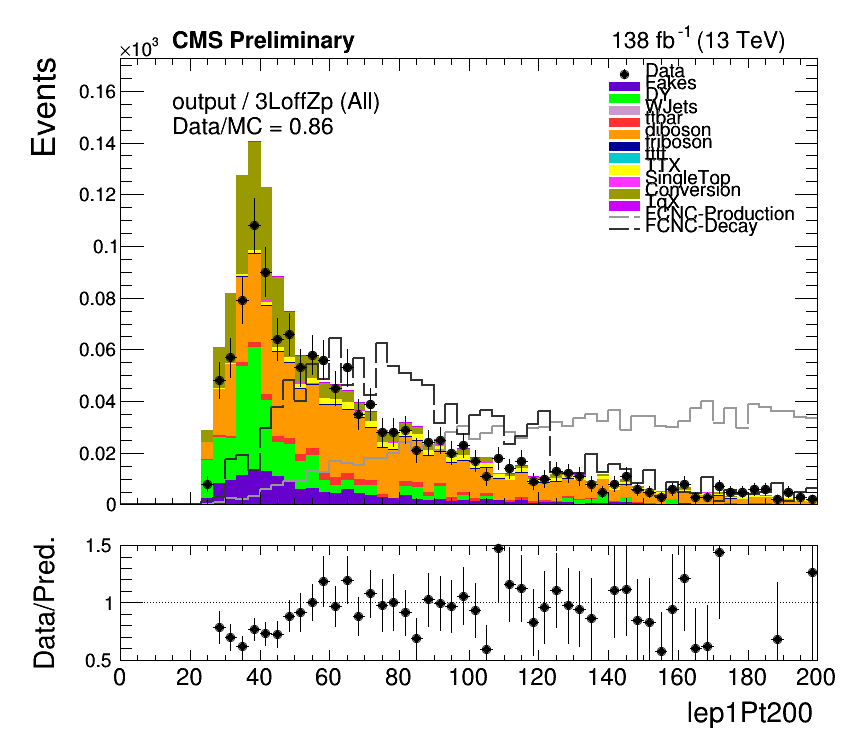 ×10³ CMS Preliminary 138 fb⁻¹ (13 TeV)
Events
output / 3LoffZp (All)
Data/MC = 0.86
Data
Fakes
DY
WJets
ttbar
diboson
triboson
tttt
TTX
SingleTop
Conversion
TqX
FCNC-Production
FCNC-Decay
0.16
0.14
0.12
0.1
0.08
0.06
0.04
0.02
0
Data/Pred.
1.5
1
0.5
0 20 40 60 80 100 120 140 160 180 200
lep1Pt200